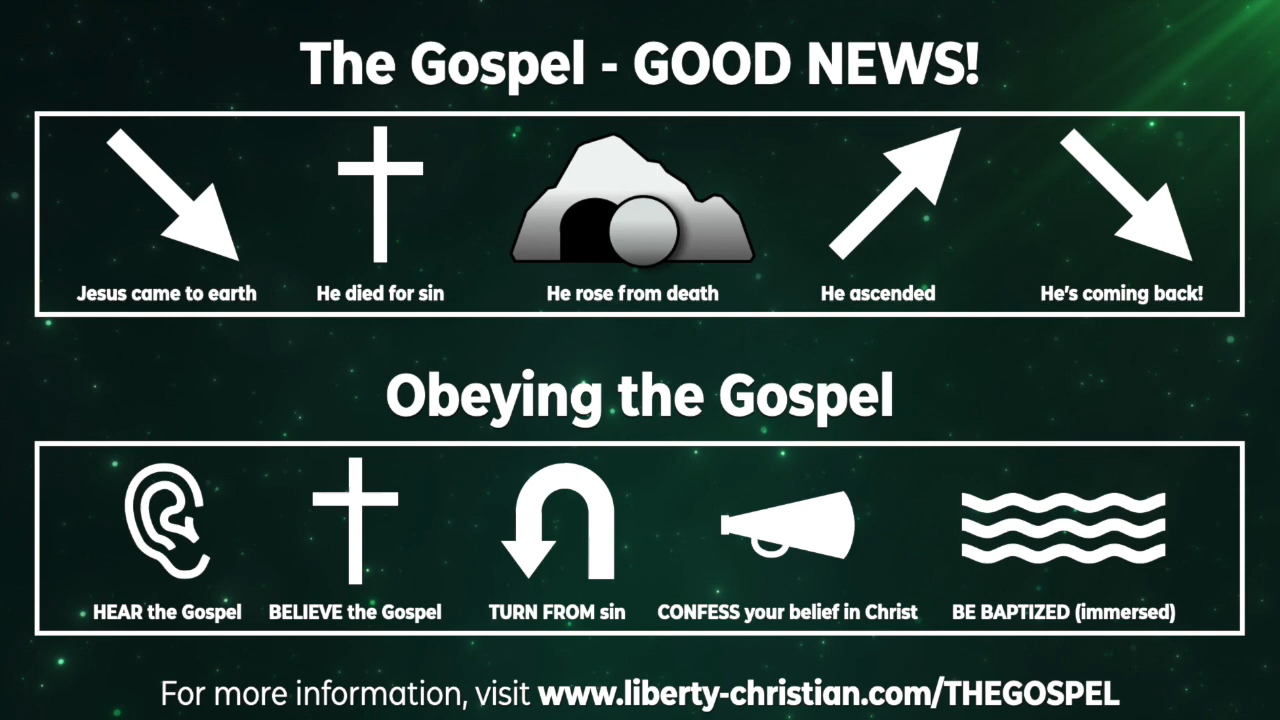 The Gospel - GOOD NEWS!
Jesus came to earth
He died for sin
He rose from death
He ascended
He's coming back!
Obeying the Gospel
HEAR the Gospel
BELIEVE the Gospel
TURN FROM sin
CONFESS your belief in Christ
BE BAPTIZED (immersed)
For more information, visit www.liberty-christian.com/THEGOSPEL